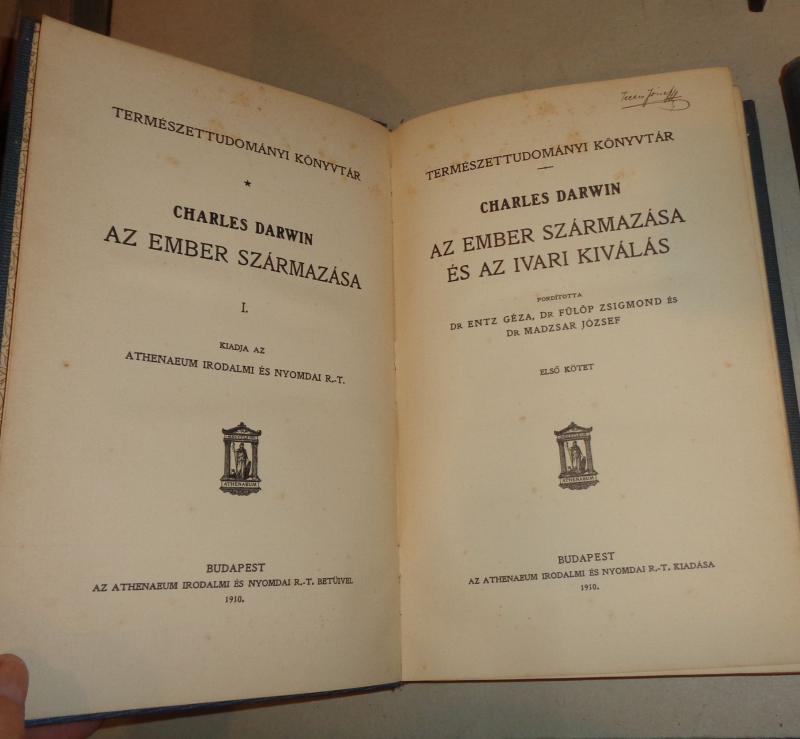 TERMÉSZETTUDOMÁNYI KÖNYVTÁR
★
CHARLES DARWIN
AZ EMBER SZÁRMAZÁSA
I.
KIADJA AZ
ATHENAEUM IRODALMI ÉS NYOMDAI R.-T.
ATHENAEUM
BUDAPEST
AZ ATHENAEUM IRODALMI ÉS NYOMDAI R.-T. BETŰIVEL
1910.
TERMÉSZETTUDOMÁNYI KÖNYVTÁR
CHARLES DARWIN
AZ EMBER SZÁRMAZÁSA
ÉS AZ IVARI KIVÁLÁS
FORDÍTOTTA
DR ENTZ GÉZA, DR FÜLÖP ZSIGMOND ÉS
DR MADZSAR JÓZSEF
ELSŐ KÖTET
ATHENAEUM
BUDAPEST
AZ ATHENAEUM IRODALMI ÉS NYOMDAI R.-T. KIADÁSA
1910.